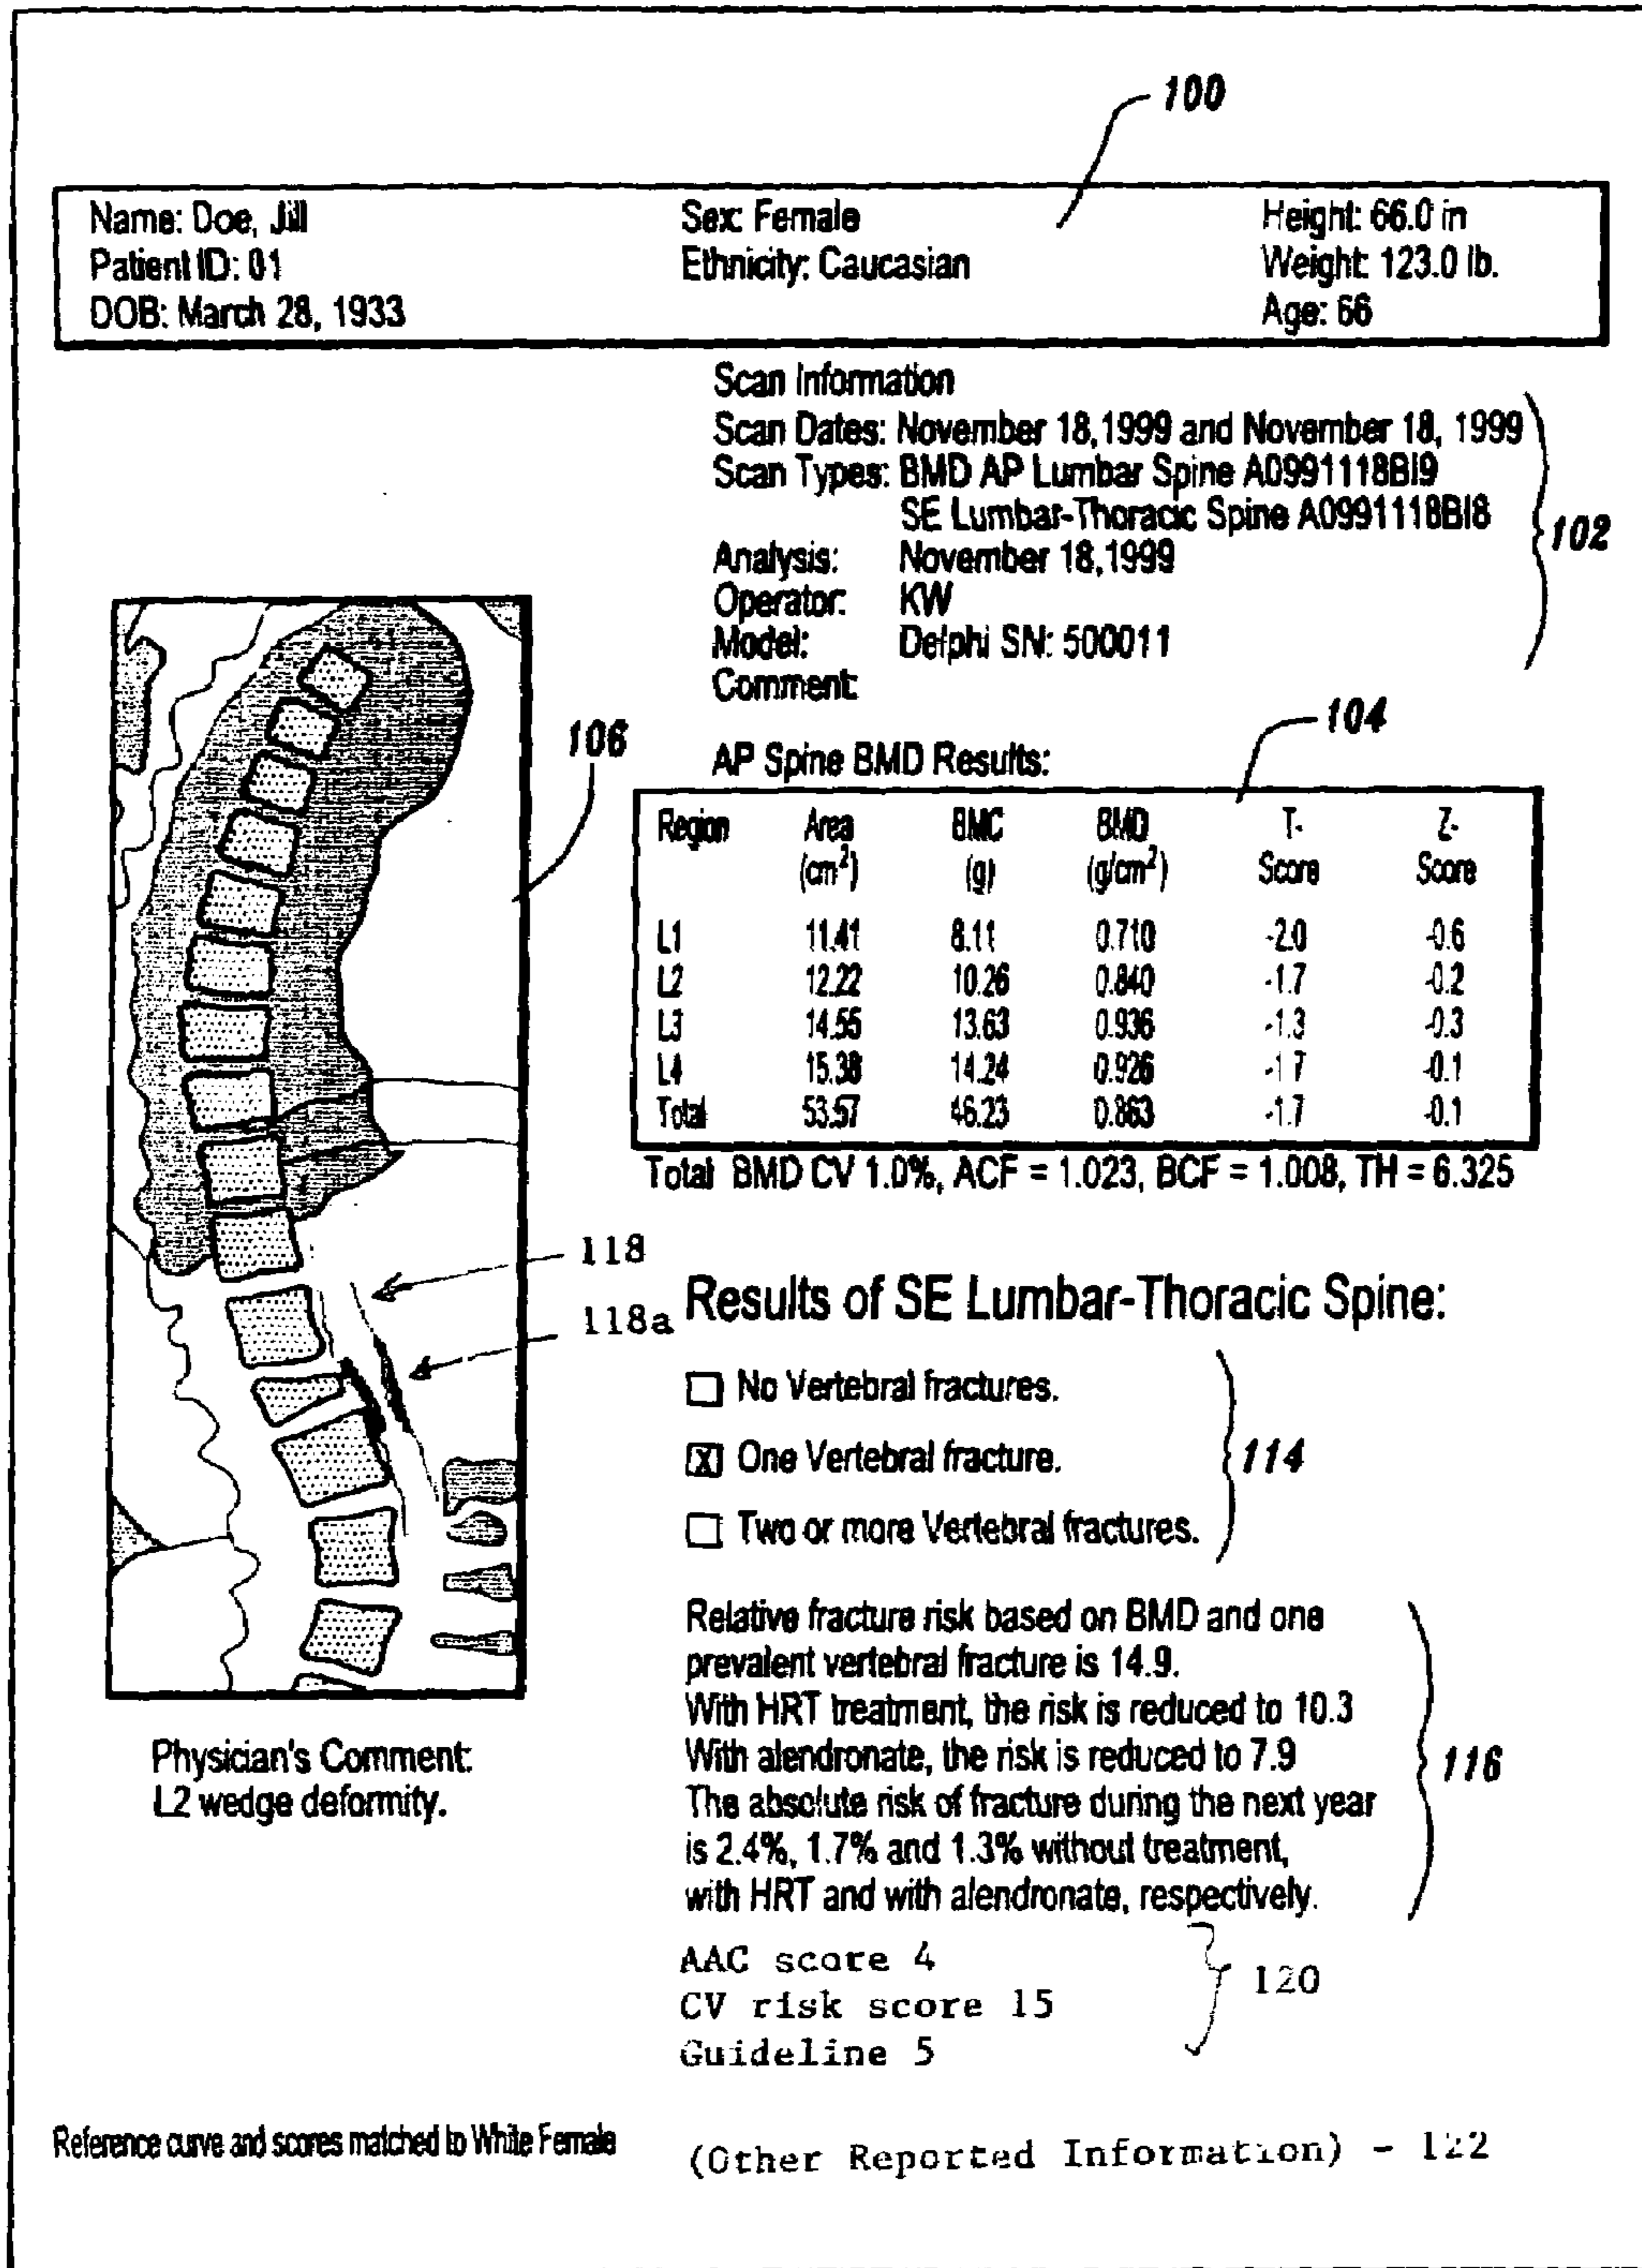 100
Name: Doe, Jill Sex: Female Height: 66.0 in
Patient ID: 01 Ethnicity: Caucasian Weight: 123.0 lb.
DOB: March 28, 1933 Age: 66
Scan Information
Scan Dates: November 18,1999 and November 18, 1999
Scan Types: BMD AP Lumbar Spine A0991118BI9
SE Lumbar-Thoracic Spine A0991118BI8
102
Analysis: November 18,1999
Operator: KW
Model: Delphi SN: 500011
Comment:
104
106
AP Spine BMD Results:
Region Area BMC BMD T- Z-
(cm²) (g) (g/cm²) Score Score
L1 11.41 8.11 0.710 -2.0 -0.6
L2 12.22 10.26 0.840 -1.7 -0.2
L3 14.55 13.63 0.936 -1.3 -0.3
L4 15.38 14.24 0.926 -1.7 -0.1
Total 53.57 46.23 0.863 -1.7 -0.1
Total BMD CV 1.0%, ACF = 1.023, BCF = 1.008, TH = 6.325
118
118a
Results of SE Lumbar-Thoracic Spine:
No Vertebral fractures.
X One Vertebral fracture.
114
Two or more Vertebral fractures.
Relative fracture risk based on BMD and one
prevalent vertebral fracture is 14.9.
With HRT treatment, the risk is reduced to 10.3
With alendronate, the risk is reduced to 7.9
The absolute risk of fracture during the next year
is 2.4%, 1.7% and 1.3% without treatment,
with HRT and with alendronate, respectively.
116
Physician's Comment:
L2 wedge deformity.
AAC score 4
CV risk score 15
Guideline 5
120
Reference curve and scores matched to White Female
(Other Reported Information) - 122